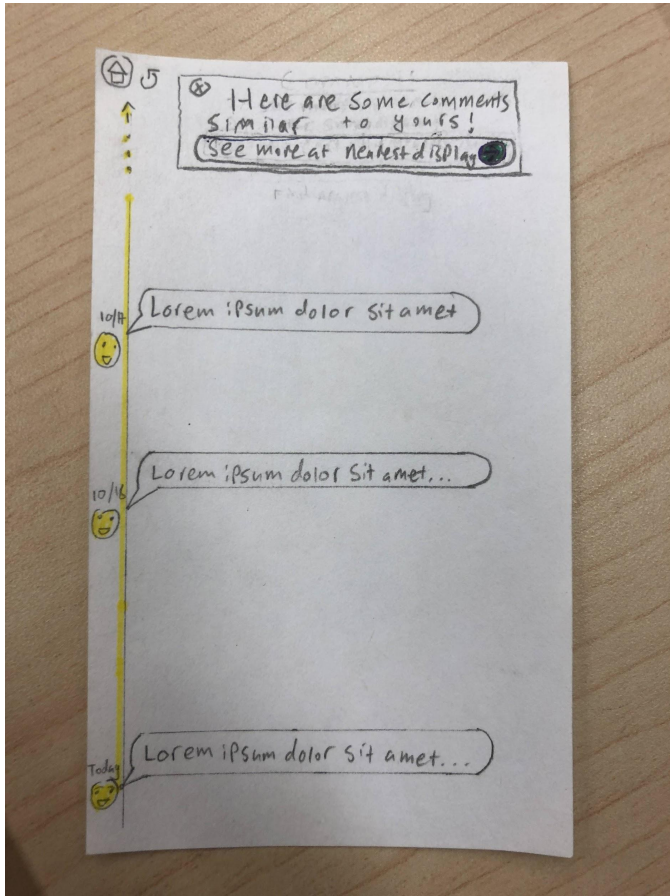 Here are some comments
similar to yours!
See more at nearest display
10/17
Lorem ipsum dolor sit amet
10/16
Lorem ipsum dolor sit amet...
Today
Lorem ipsum dolor sit amet...